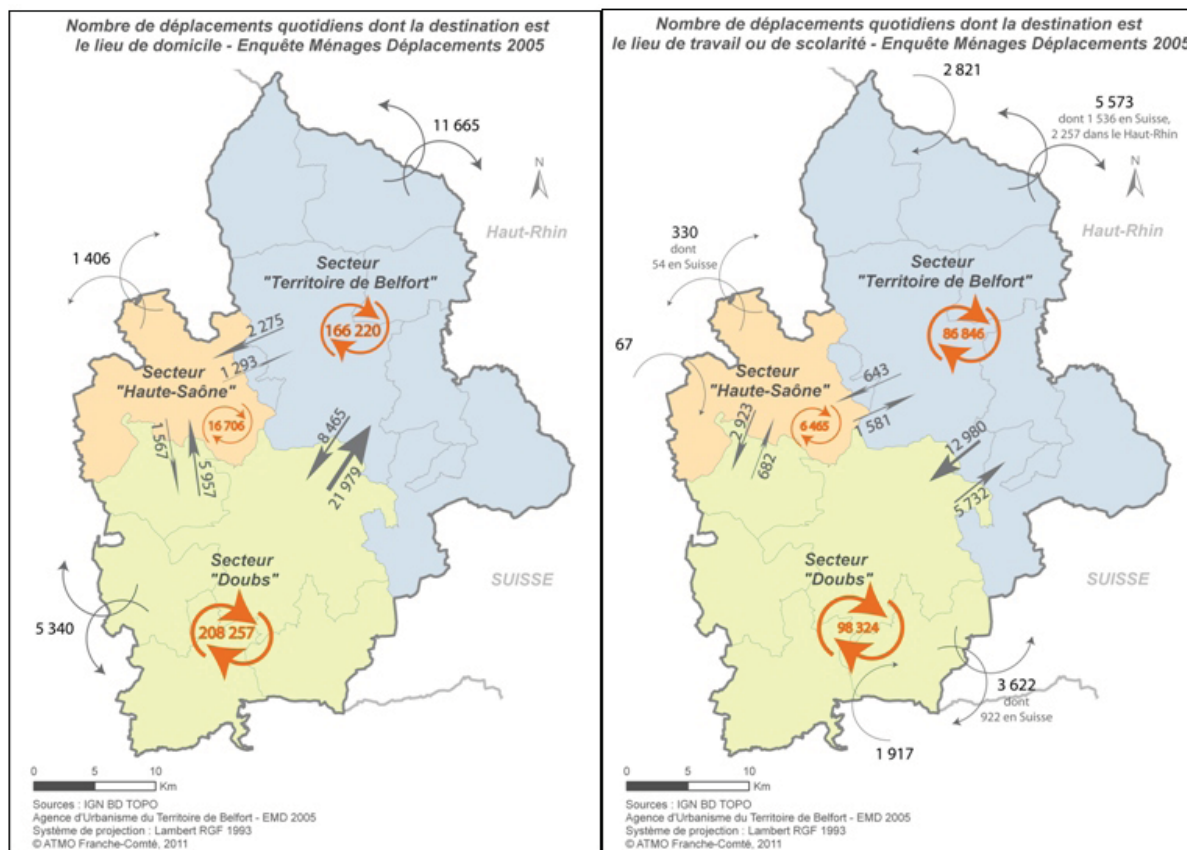 Nombre de déplacements quotidiens dont la destination est
le lieu de domicile - Enquête Ménages Déplacements 2005
11 665
N
Haut-Rhin
1 406
Secteur
"Territoire de Belfort"
166 220
2 275
1 293
Secteur
"Haute-Saône"
16 706
8 465
21 979
1 567
5 957
Secteur
"Doubs"
208 257
SUISSE
5 340
0 5 10
Km
Sources : IGN BD TOPO
Agence d'Urbanisme du Territoire de Belfort - EMD 2005
Système de projection : Lambert RGF 1993
© ATMO Franche-Comté, 2011
Nombre de déplacements quotidiens dont la destination est
le lieu de travail ou de scolarité - Enquête Ménages Déplacements 2005
2 821
5 573
dont 1 536 en Suisse,
2 257 dans le Haut-Rhin
N
Haut-Rhin
330
dont
54 en Suisse
Secteur
"Territoire de Belfort"
86 846
67
Secteur
"Haute-Saône"
643
1 581
6 465
2 923
682
12 980
5 732
Secteur
"Doubs"
98 324
SUISSE
3 622
dont
922 en Suisse
1 917
0 5 10
Km
Sources : IGN BD TOPO
Agence d'Urbanisme du Territoire de Belfort - EMD 2005
Système de projection : Lambert RGF 1993
© ATMO Franche-Comté, 2011